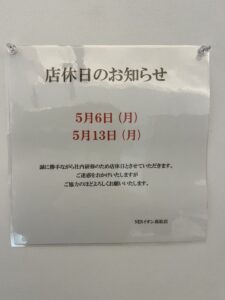 店休日のお知らせ
5月6日（月）
5月13日（月）
誠に勝手ながら社内研修のため店休日とさせていただきます。
ご迷惑をおかけいたしますが
ご協力のほどよろしくお願いいたします。